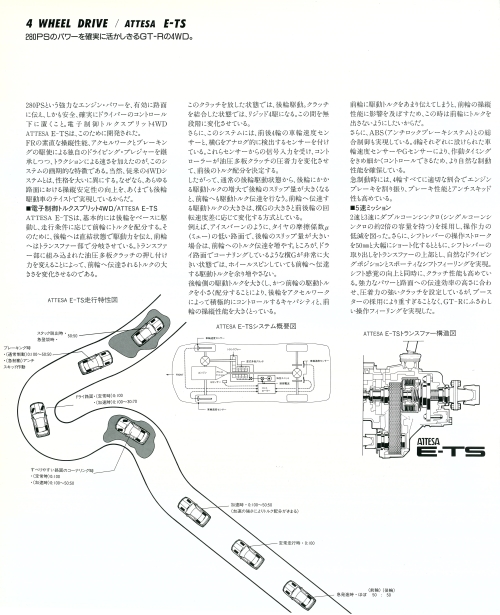 4 WHEEL DRIVE / ATTESA E-TS
280PSのパワーを確実に活かしきるGT-Rの4WD。
280PSという強力なエンジン・パワーを、有効に路面
に伝え、しかも安全、確実にドライバーのコントロール
下に置くこと。電子制御トルクスプリット4WD
ATTESA E-TSは、このために開発された。
FRの素直な操縦性能、アクセルワークとブレーキン
グの駆使による独自のドライビング・プレジャーを継
承しつつ、トラクションによる速さを加えたのが、このシ
ステムの画期的な特徴である。当然、従来の4WDシ
ステムとは、性格を大いに異にする。なぜなら、あらゆる
路面における操縦安定性の向上を、あくまでも後輪
駆動車のテイストで実現しているからだ。
■電子制御トルクスプリット4WD/ATTESA E-TS
ATTESA E-TSは、基本的には後輪をベースに駆
動し、走行条件に応じて前輪にトルクを配分する。そ
のために、後輪へは直結状態で駆動力を伝え、前輪
へはトランスファー部で分岐させている。トランスファ
ー部に組み込まれた油圧多板クラッチの押し付け
力を変えることによって、前輪へ伝達されるトルクの大
きさを変化させるのである。
このクラッチを放した状態では、後輪駆動。クラッチ
を結合した状態では、リジッド4駆になる。この間を無
段階に変化させている。
さらに、このシステムには、前後4輪の車輪速度セン
サーと、横Gをアナログ的に検出するセンサーを付け
ている。これらセンサーからの信号入力を受け、コント
ローラーが油圧多板クラッチの圧着力を変化させ
て、前後のトルク配分を決定する。
したがって、通常の後輪駆動状態から、後輪にかか
る駆動トルクの増大で後輪のスリップ量が大きくなる
と、前輪へも駆動トルク伝達を行なう。前輪へ伝達す
る駆動トルクの大きさは、横Gの大きさと前後輪の回
転速度差に応じて変化する方式としている。
例えば、アイスバーンのように、タイヤの摩擦係数μ
(ミュー)の低い路面で、後輪のスリップ量が大きい
場合は、前輪へのトルク伝達を増やす。ところが、ドラ
イ路面でコーナリングしているような横Gが非常に大
きい状態では、ホイールスピンしていても前輪へ伝達
する駆動トルクを余り増やさない。
後輪側の駆動トルクを大きくし、かつ前輪の駆動トル
クを小さく配分することにより、後輪をアクセルワーク
によって積極的にコントロールするキャパシティと、前
輪の操縦性能を大きくとっている。
前輪に駆動トルクをあまり伝えてしまうと、前輪の操縦
性能に影響を及ぼすため、この時は前輪にトルクを
出さないようにしたいからだ。
さらに、ABS(アンチロックブレーキシステム)との総
合制御も実現している。4輪それぞれに設けられた車
輪速度センサーやGセンサーにより、作動タイミング
をきめ細かくコントロールできるため、より自然な制動
性能を確保している。
急制動時には、4輪すべてに適切な割合でエンジン
ブレーキを割り振り、ブレーキ性能とアンチスキッド
性も高めている。
■5速ミッション
2速と3速にダブルコーンシンクロ(シングルコーンシ
ンクロの約2倍の容量を持つ)を採用し、操作力の
低減を図った。さらに、シフトレバーの操作ストローク
を50mmと大幅にショート化するとともに、シフトレバーの
取り出しをトランスファーの上部とし、自然なドライビン
グポジションとスポーティなシフトフィーリングを実現。
シフト感覚の向上と同時に、クラッチ性能も高めてい
る。強力なパワーと路面への伝達効率の高さに合わ
せ、圧着力の強いクラッチを設定しているが、ブース
ターの採用により重すぎることなく、GT-Rにふさわし
い操作フィーリングを実現した。
ATTESA E-TS走行特性図
ATTESA E-TSシステム概要図
ATTESA E-TSトランスファー構造図
スタック脱出時・
急登坂時・
50:50
ブレーキング時
・(通常制動)0:100〜50:50
・(急制動)アンチ
スキッド作動
ドライ路面・(定常時)0:100
・(加速時)0:100〜30:70
すべりやすい路面のコーナリング時
・(定常時)0:100
・(加速時)0:100〜50:50
加速時・0:100〜50:50
(加速の強さによりトルク配分が決まる)
定常走行時・0:100
(前輪)(後輪)
急発進時・ほぼ 50 : 50
ATTESA
E-TS